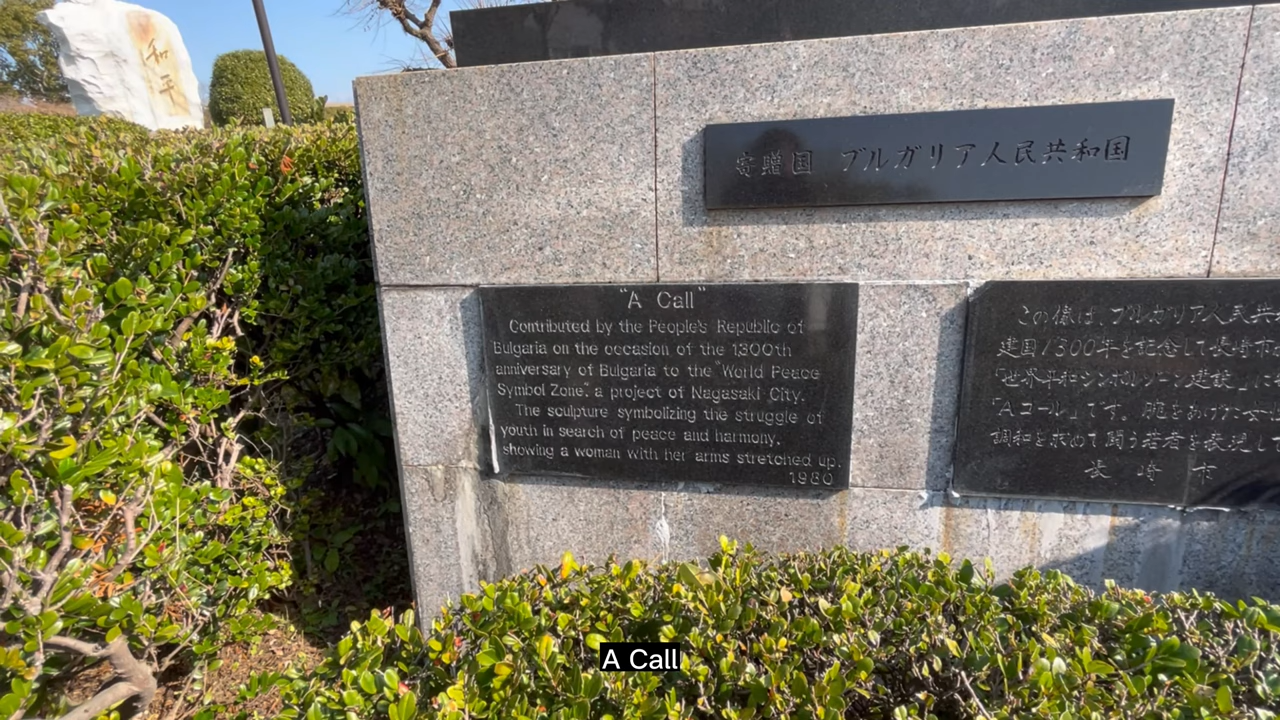 和平
寄贈国 ブルガリア人民共和国
"A Call"
Contributed by the People's Republic of
Bulgaria on the occasion of the 1300th
anniversary of Bulgaria to the "World Peace
Symbol Zone", a project of Nagasaki City.
The sculpture symbolizing the struggle of
youth in search of peace and harmony,
showing a woman with her arms stretched up.
1980
この像は、ブルガリア人民共
建国1300年を記念して長崎市
「世界平和シンボルゾーン建設」に
「Aコール」です。腕をあげた女
調和を求めて闘う若者を表現し
長崎市
A Call